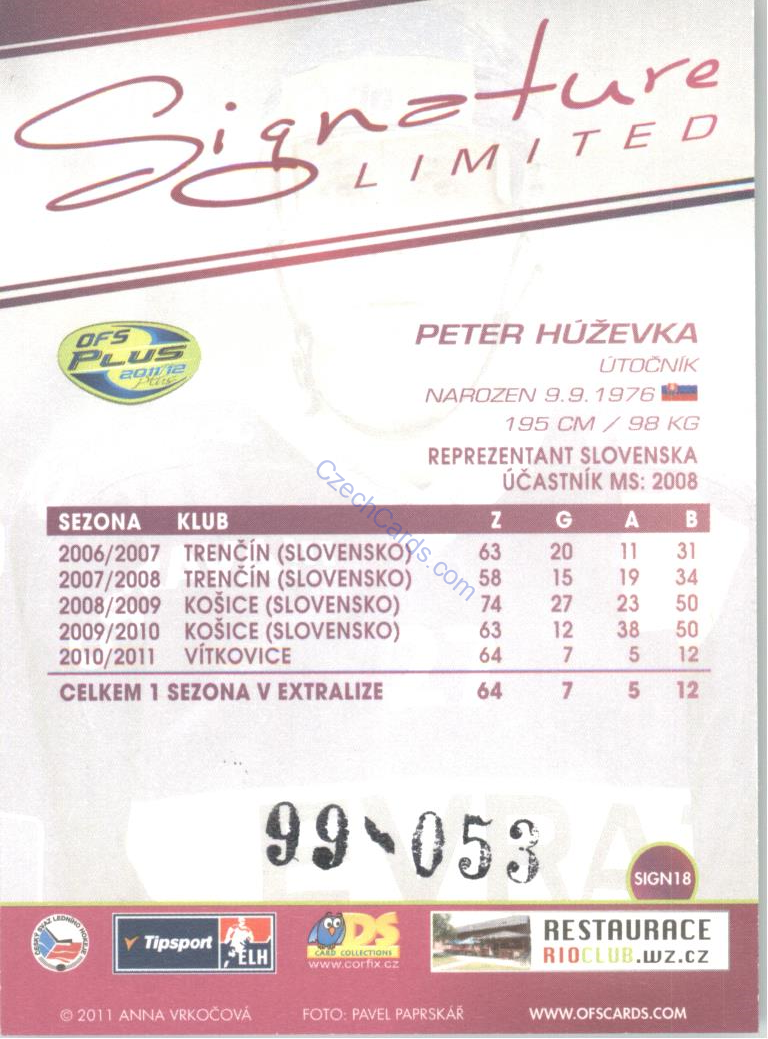 Signature
LIMITED
OFS
PLUS
2011/12
PETER HÚŽEVKA
ÚTOČNÍK
NAROZEN 9.9.1976
195 CM / 98 KG
REPREZENTANT SLOVENSKA
ÚČASTNÍK MS: 2008
CzechCards.com
SEZONA KLUB Z G A B
2006/2007 TRENČÍN (SLOVENSKO) 63 20 11 31
2007/2008 TRENČÍN (SLOVENSKO) 58 15 19 34
2008/2009 KOŠICE (SLOVENSKO) 74 27 23 50
2009/2010 KOŠICE (SLOVENSKO) 63 12 38 50
2010/2011 VÍTKOVICE 64 7 5 12
CELKEM 1 SEZONA V EXTRALIZE 64 7 5 12
99-053
SIGN18
ČESKÝ SVAZ LEDNÍHO HOKEJE
Tipsport
ELH
DS
CARD COLLECTIONS
www.corfix.cz
RESTAURACE
RIOCLUB.wz.cz
© 2011 ANNA VRKOČOVÁ FOTO: PAVEL PAPRSKÁŘ WWW.OFSCARDS.COM